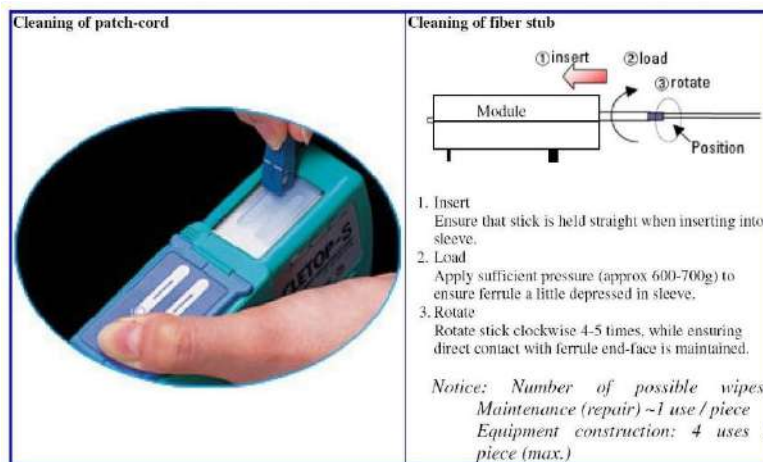 Cleaning of patch-cord
CLETOP-S
Cleaning of fiber stub
①insert
②load
③rotate
Module
Position
1. Insert
Ensure that stick is held straight when inserting into
sleeve.
2. Load
Apply sufficient pressure (approx 600-700g) to
ensure ferrule a little depressed in sleeve.
3. Rotate
Rotate stick clockwise 4-5 times, while ensuring
direct contact with ferrule end-face is maintained.
Notice: Number of possible wipes
Maintenance (repair) ~1 use / piece
Equipment construction: 4 uses
piece (max.)